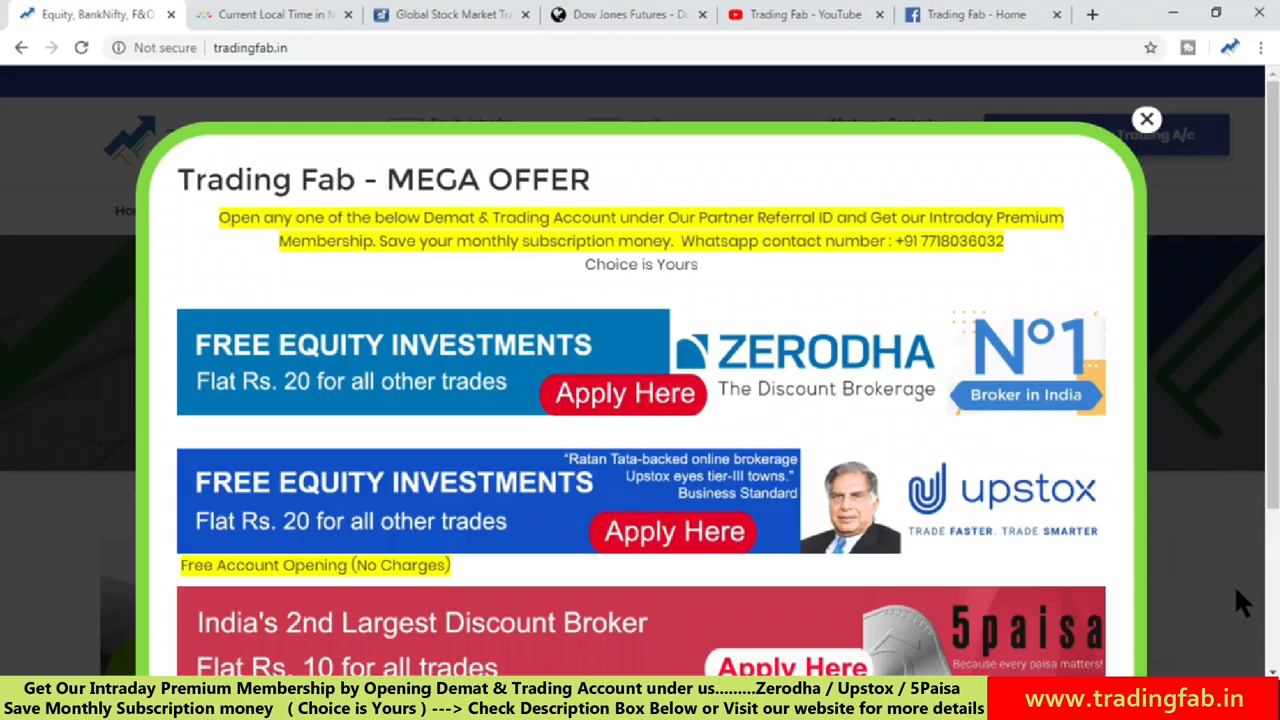 Equity, BankNifty, F&O
Current Local Time in
Global Stock Market Tra
Dow Jones Futures - D
Trading Fab - YouTube
Trading Fab - Home
Not secure
tradingfab.in
Trading A/c
Trading Fab - MEGA OFFER
Open any one of the below Demat & Trading Account under Our Partner Referral ID and Get our Intraday Premium
Membership. Save your monthly subscription money. Whatsapp contact number : +91 7718036032
Choice is Yours
FREE EQUITY INVESTMENTS
Flat Rs. 20 for all other trades
Apply Here
ZERODHA
The Discount Brokerage
Nº1
Broker in India
FREE EQUITY INVESTMENTS
Flat Rs. 20 for all other trades
"Ratan Tata-backed online brokerage
Upstox eyes tier-III towns."
Business Standard
Apply Here
upstox
TRADE FASTER. TRADE SMARTER
Free Account Opening (No Charges)
India's 2nd Largest Discount Broker
Flat Rs. 10 for all trades
Apply Here
5paisa
Because every paisa matters!
Get Our Intraday Premium Membership by Opening Demat & Trading Account under us.........Zerodha / Upstox / 5Paisa
Save Monthly Subscription money ( Choice is Yours ) ---> Check Description Box Below or Visit our website for more details
www.tradingfab.in